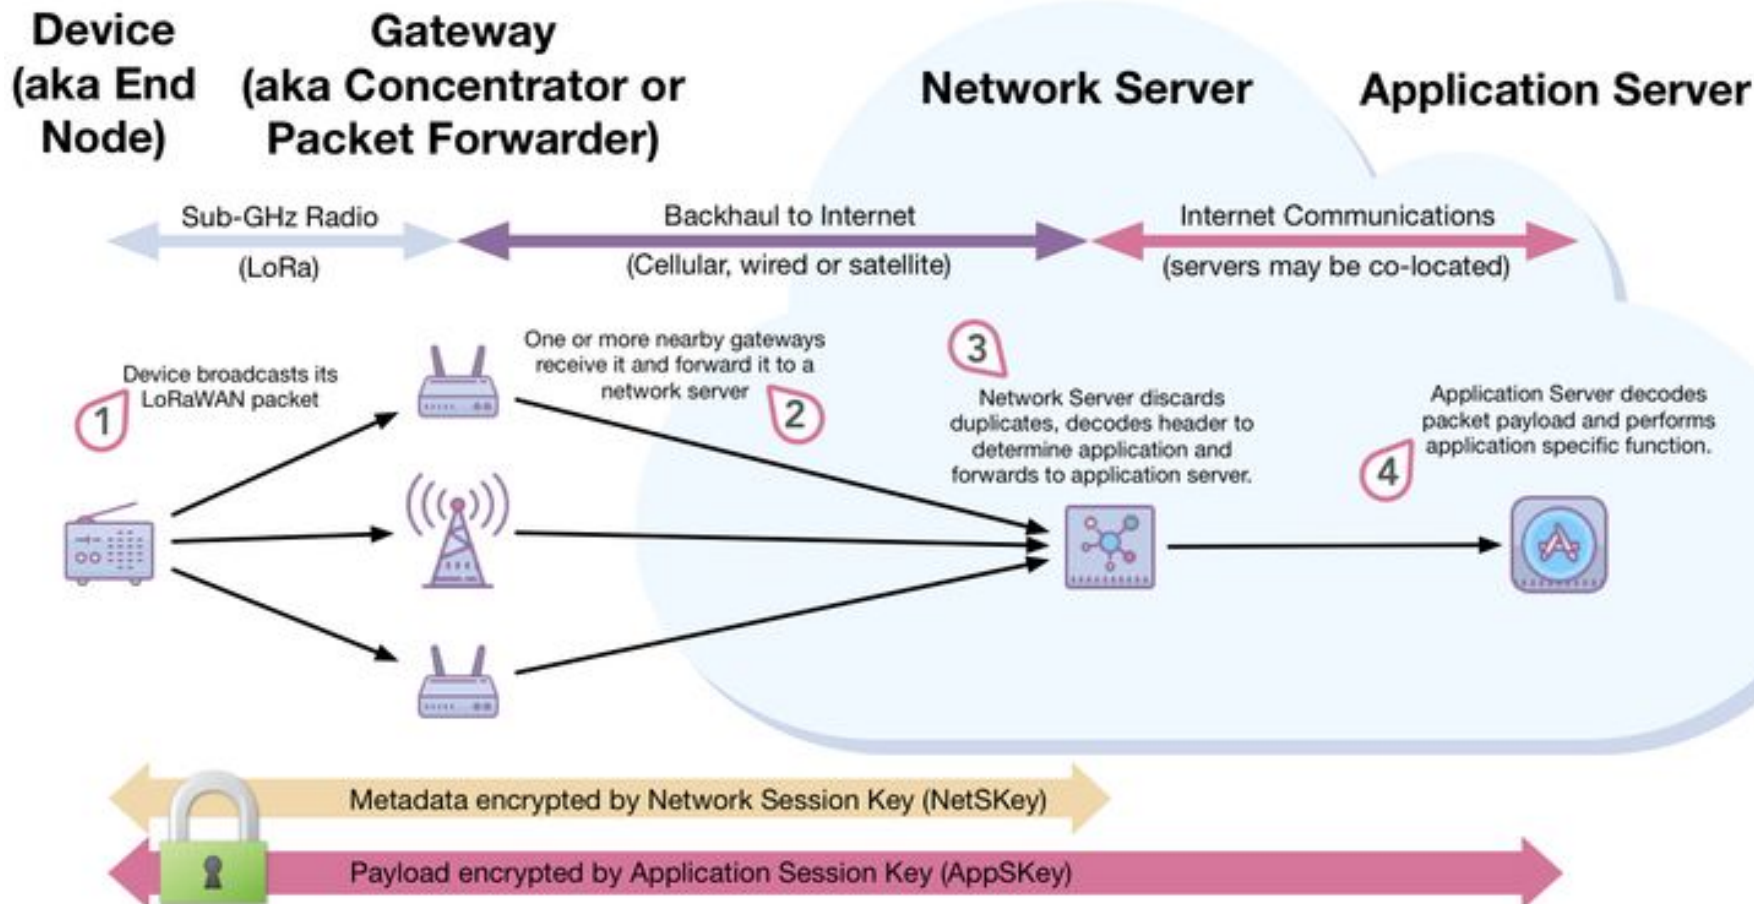 Device
(aka End
Node)
Gateway
(aka Concentrator or
Packet Forwarder)
Network Server
Application Server
Sub-GHz Radio
(LoRa)
Backhaul to Internet
(Cellular, wired or satellite)
Internet Communications
(servers may be co-located)
1
Device broadcasts its
LoRaWAN packet
One or more nearby gateways
receive it and forward it to a
network server
2
3
Network Server discards
duplicates, decodes header to
determine application and
forwards to application server.
4
Application Server decodes
packet payload and performs
application specific function.
Metadata encrypted by Network Session Key (NetSKey)
Payload encrypted by Application Session Key (AppSKey)